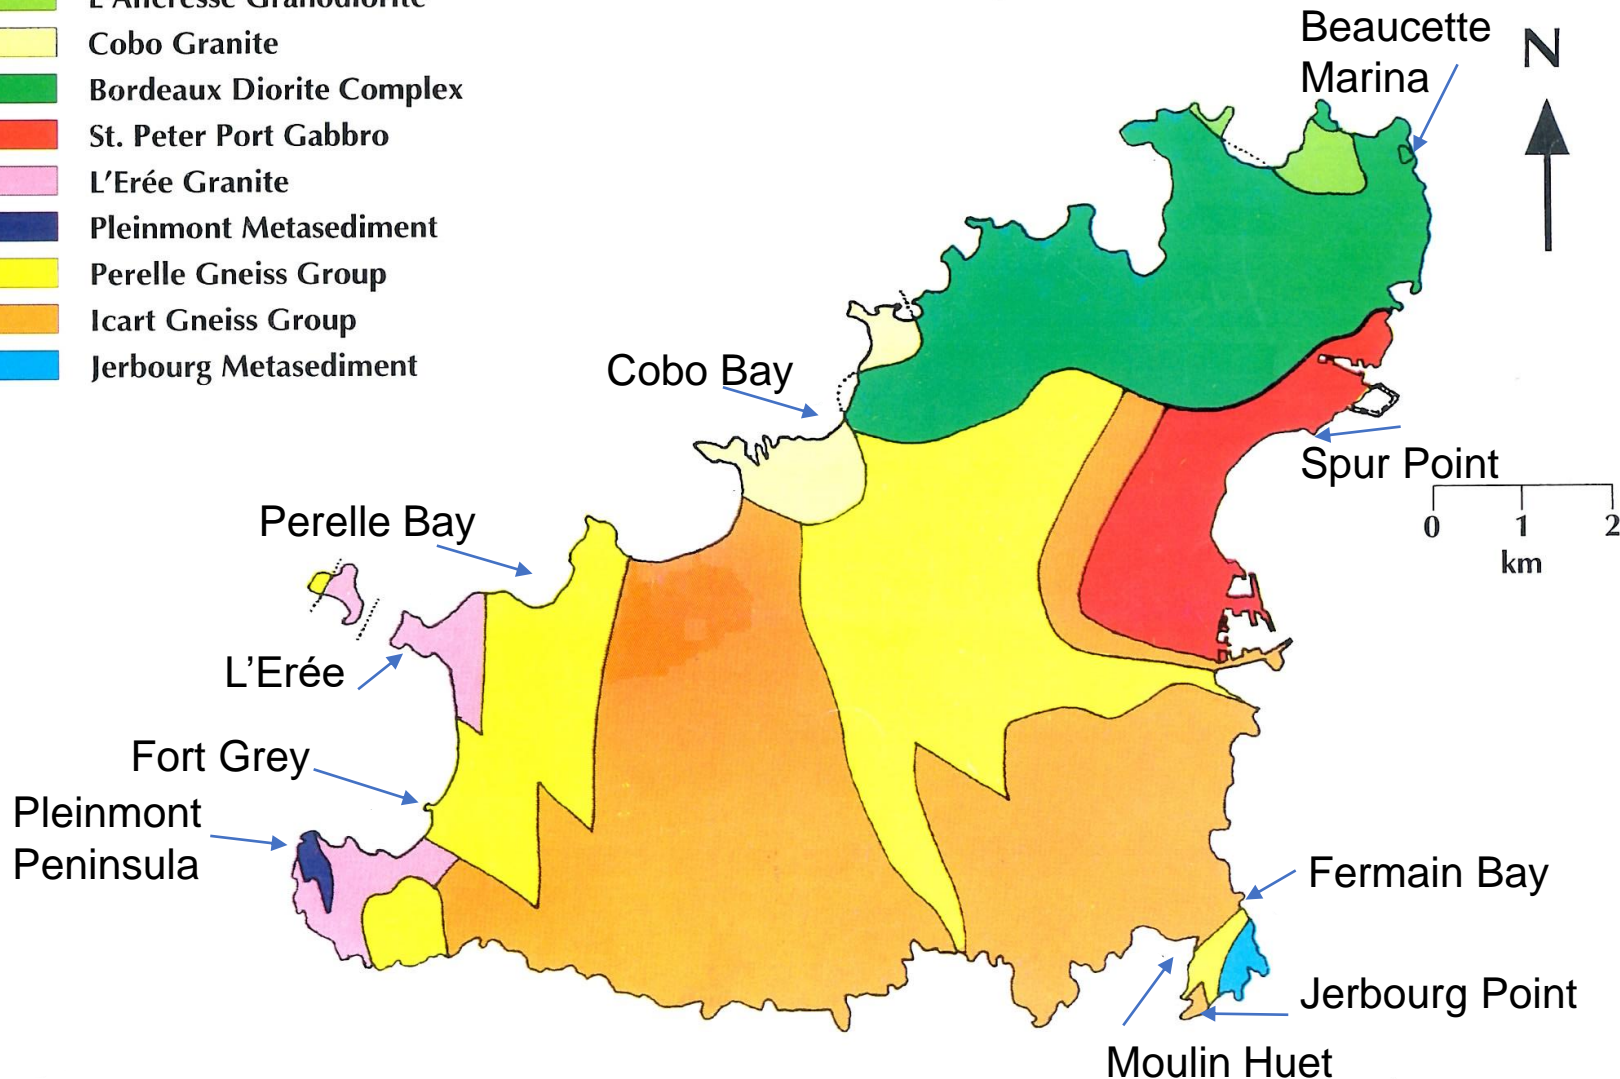 L'Ancresse Granodiorite
Cobo Granite
Bordeaux Diorite Complex
St. Peter Port Gabbro
L'Erée Granite
Pleinmont Metasediment
Perelle Gneiss Group
Icart Gneiss Group
Jerbourg Metasediment
Beaucette
Marina
N
Cobo Bay
Spur Point
0 1 2
km
Perelle Bay
L’Erée
Fort Grey
Pleinmont
Peninsula
Fermain Bay
Jerbourg Point
Moulin Huet